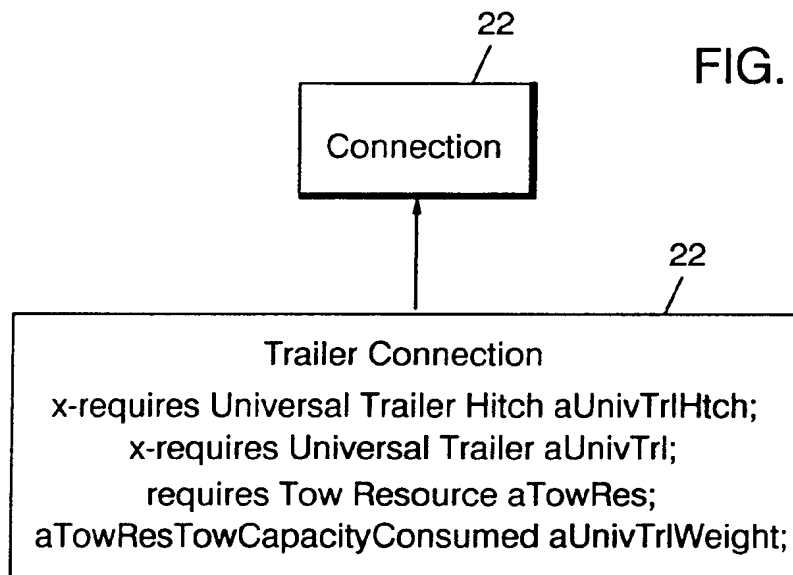 22
FIG.
Connection
22
Trailer Connection
x-requires Universal Trailer Hitch aUnivTrlHtch;
x-requires Universal Trailer aUnivTrl;
requires Tow Resource aTowRes;
aTowResTowCapacityConsumed aUnivTrlWeight;